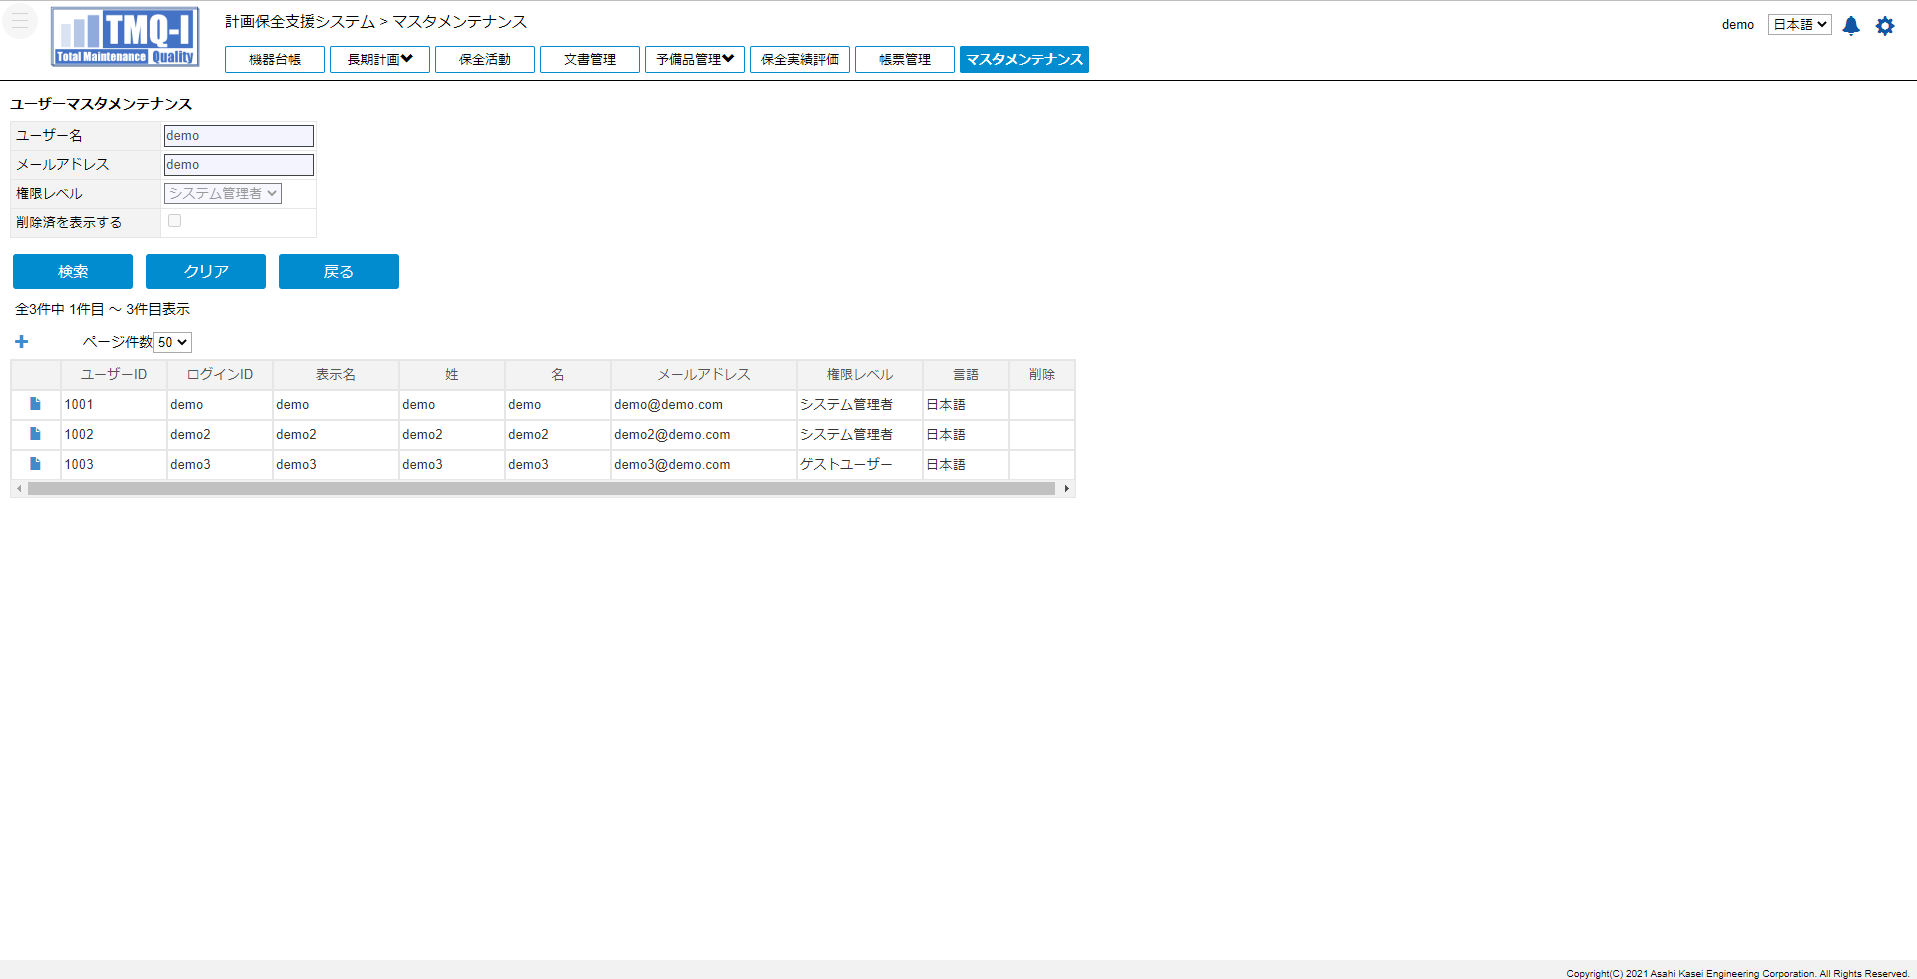 TMQ-I
Total Maintenance Quality
計画保全支援システム > マスタメンテナンス
demo 日本語
機器台帳 長期計画 保全活動 文書管理 予備品管理 保全実績評価 帳票管理 マスタメンテナンス
ユーザーマスタメンテナンス
ユーザー名 demo
メールアドレス demo
権限レベル システム管理者
削除済を表示する
検索 クリア 戻る
全3件中 1件目 ～ 3件目表示
+ ページ件数 50
ユーザーID ログインID 表示名 姓 名 メールアドレス 権限レベル 言語 削除
1001 demo demo demo demo demo@demo.com システム管理者 日本語
1002 demo2 demo2 demo2 demo2 demo2@demo.com システム管理者 日本語
1003 demo3 demo3 demo3 demo3 demo3@demo.com ゲストユーザー 日本語
Copyright(C) 2021 Asahi Kasei Engineering Corporation. All Rights Reserved.